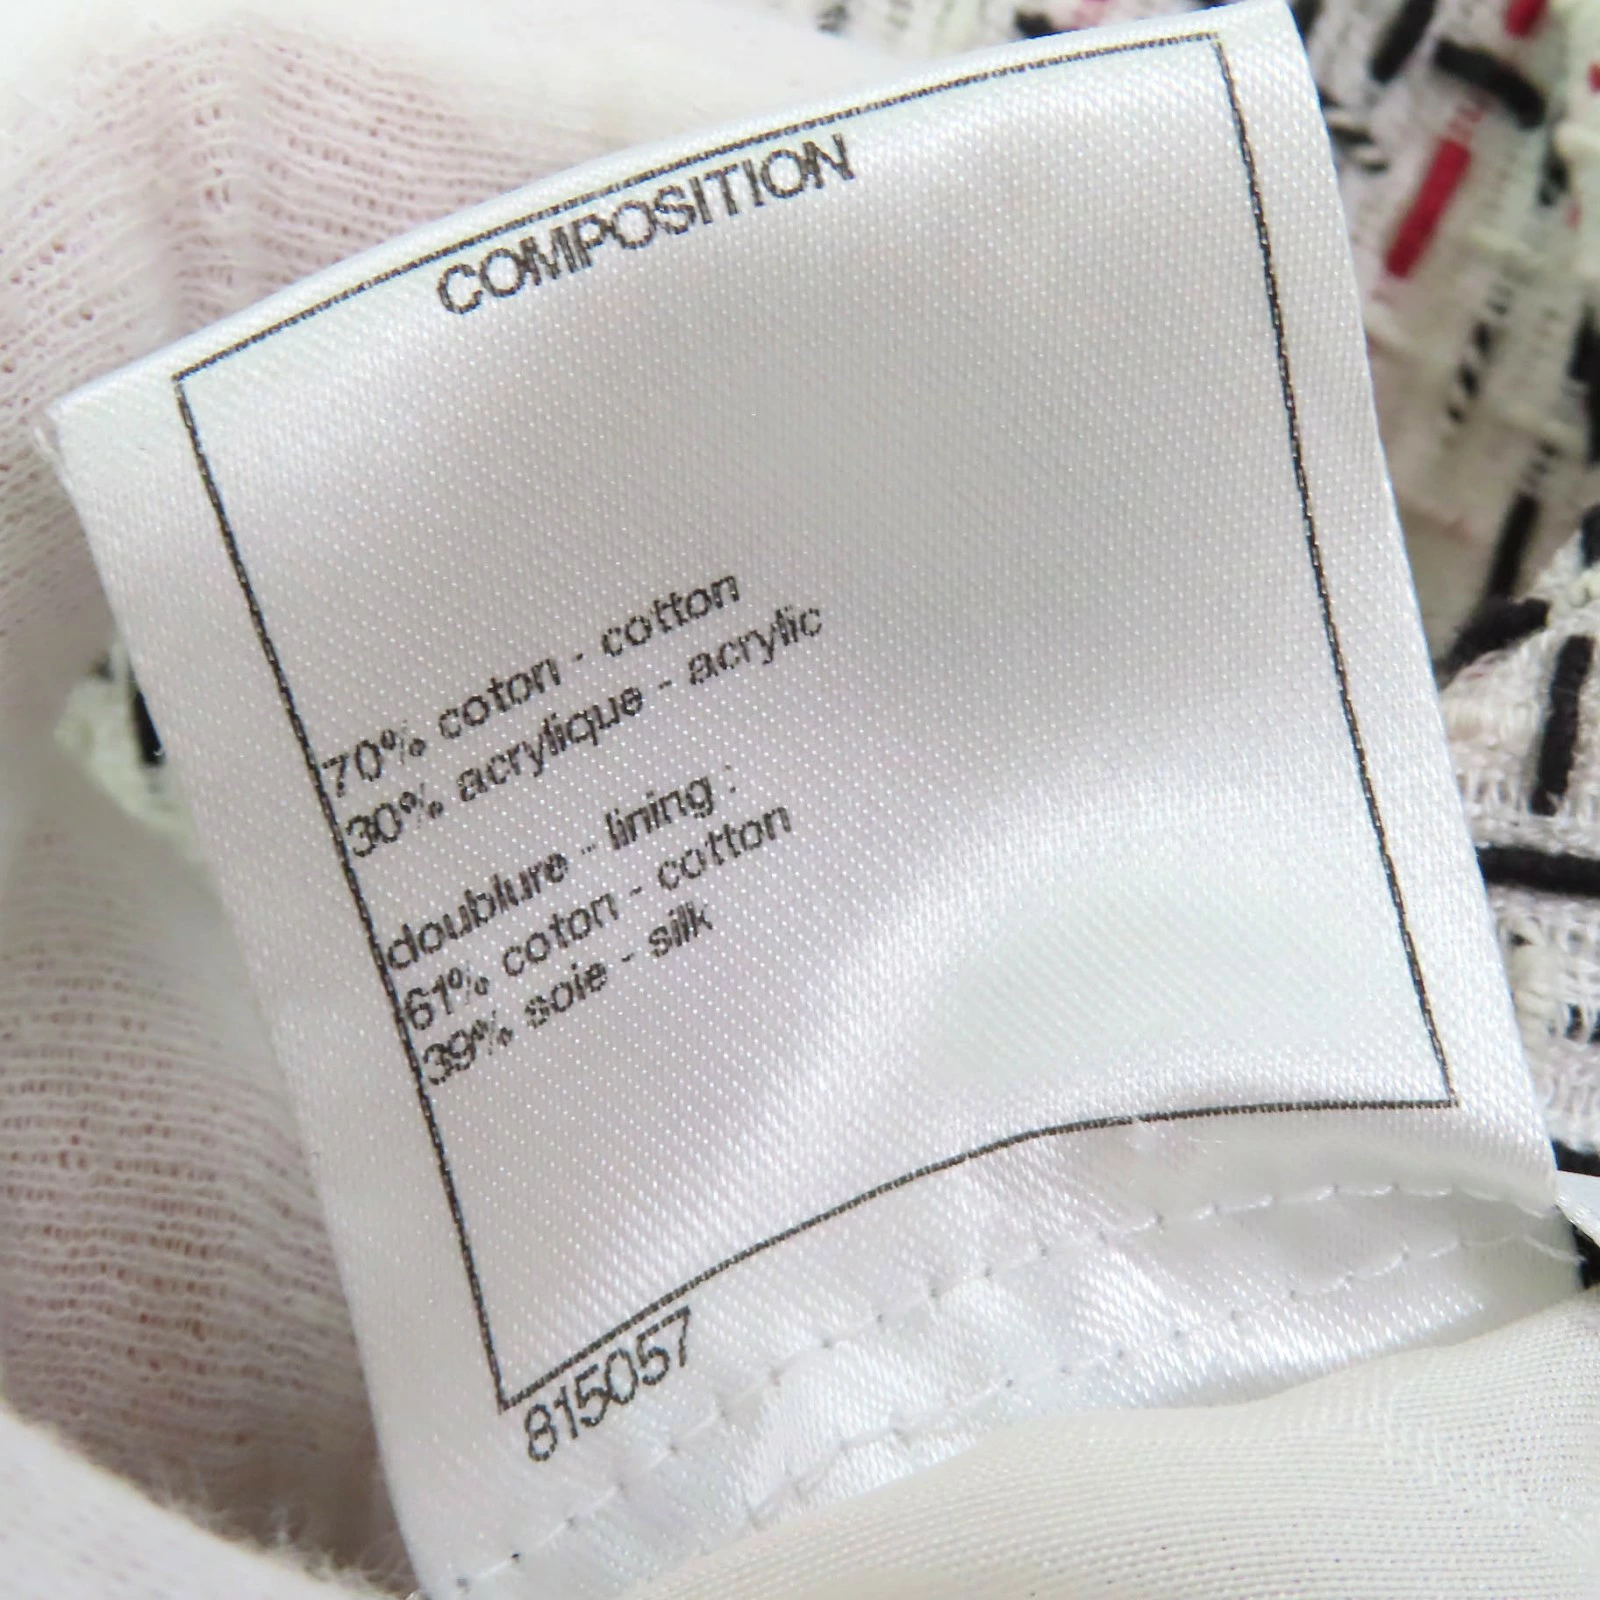 COMPOSITION
70% coton - cotton
30% acrylique - acrylic
doublure - lining :
61% coton - cotton
39% soie - silk
815057